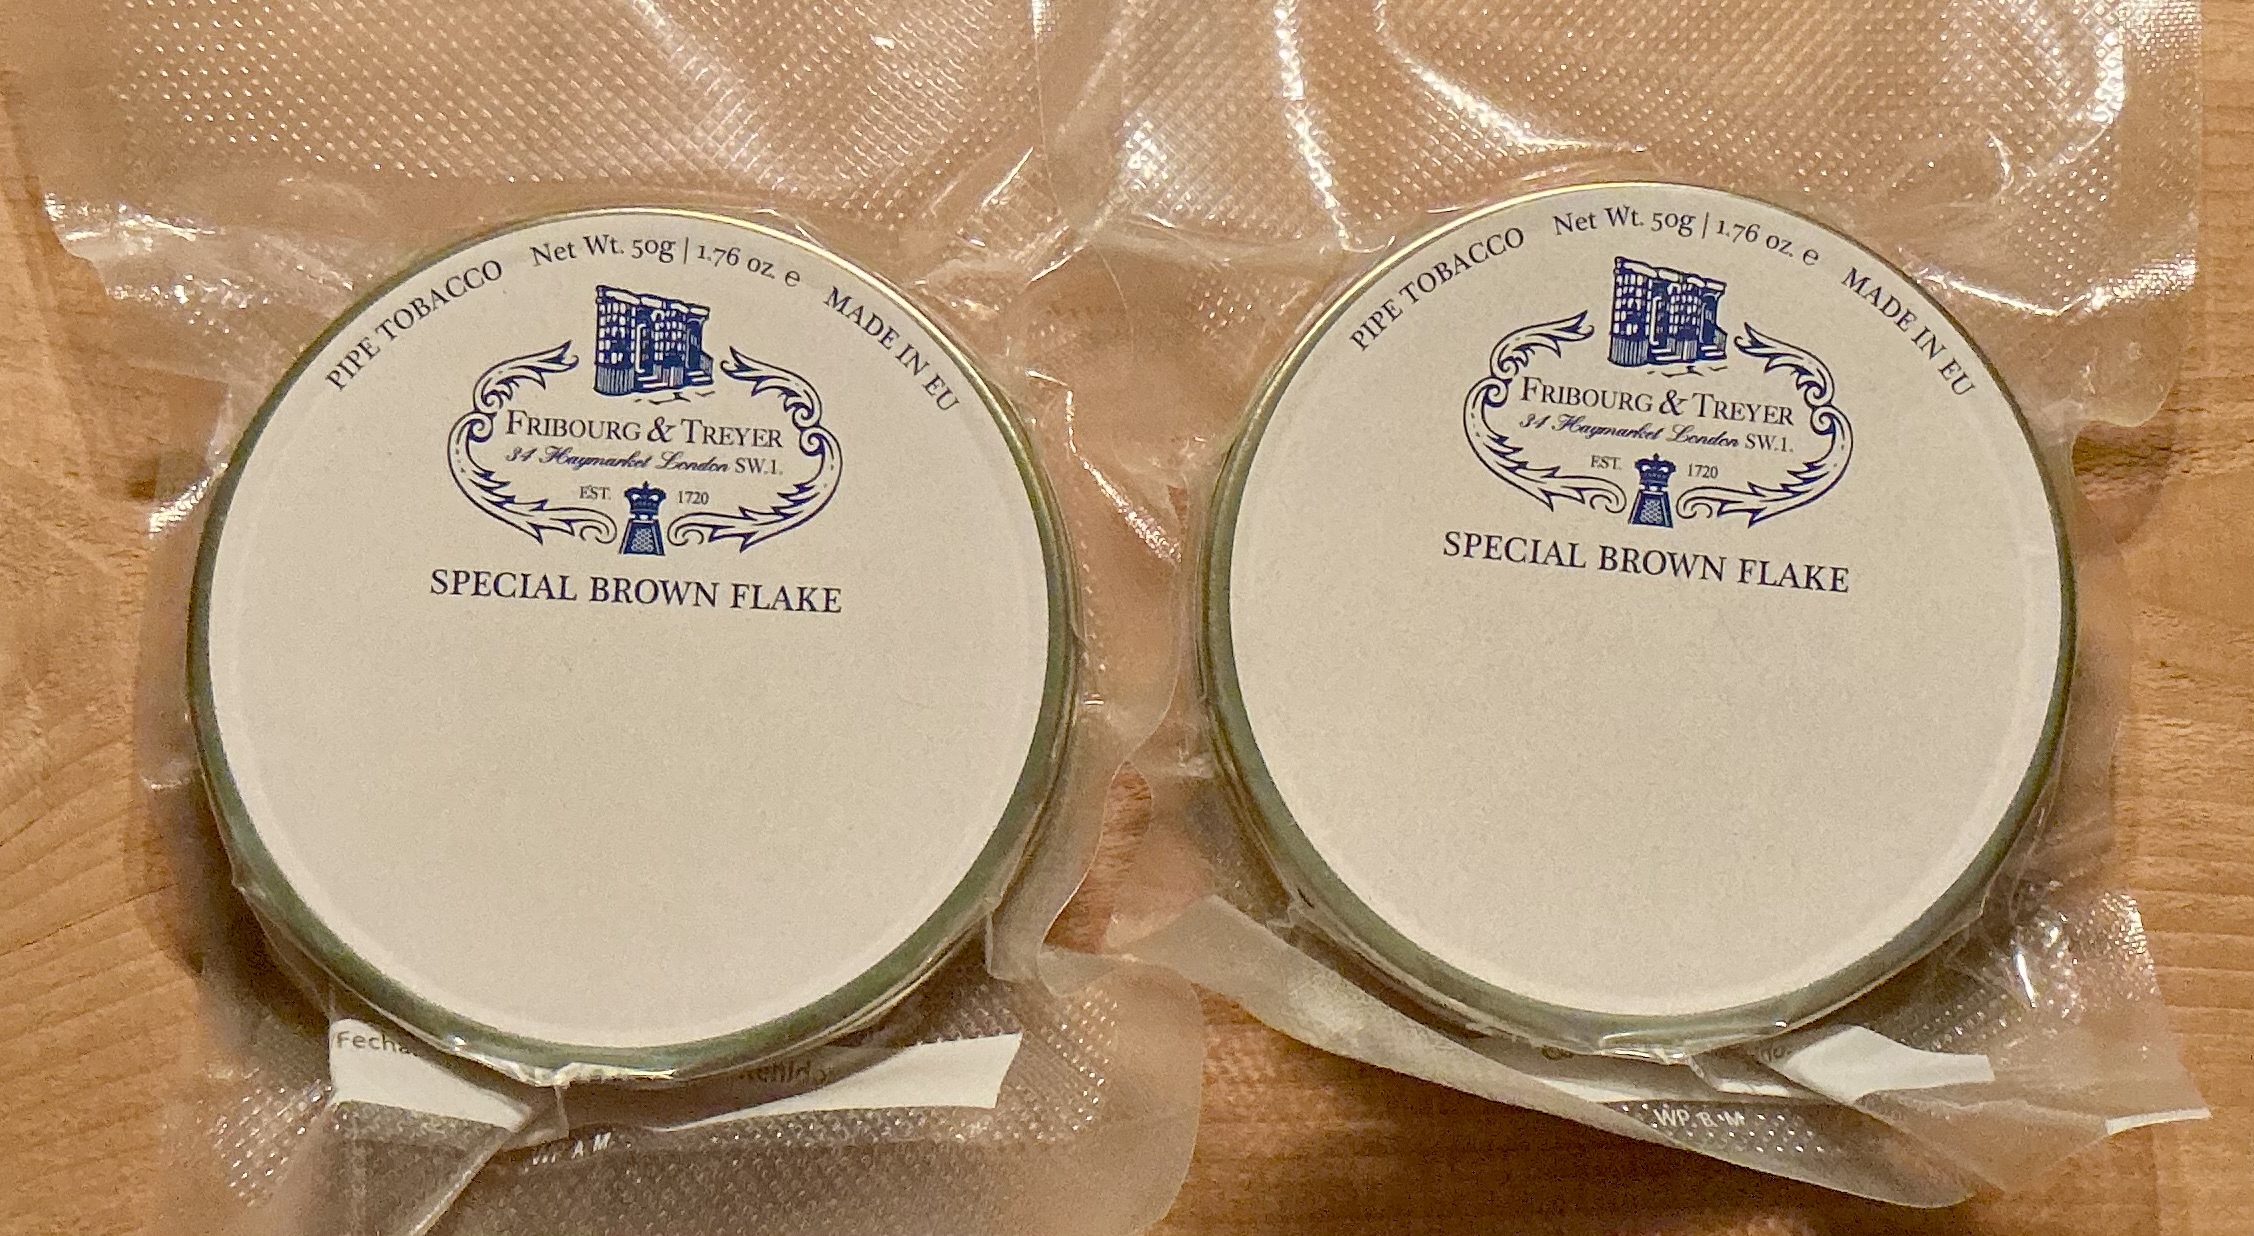 PIPE TOBACCO Net Wt. 50g | 1.76 oz. e MADE IN EU
FRIBOURG & TREYER
34 Haymarket London SW.1.
EST. 1720
SPECIAL BROWN FLAKE
PIPE TOBACCO Net Wt. 50g | 1.76 oz. e MADE IN EU
FRIBOURG & TREYER
34 Haymarket London SW.1.
EST. 1720
SPECIAL BROWN FLAKE
Fecha
WP. B. M